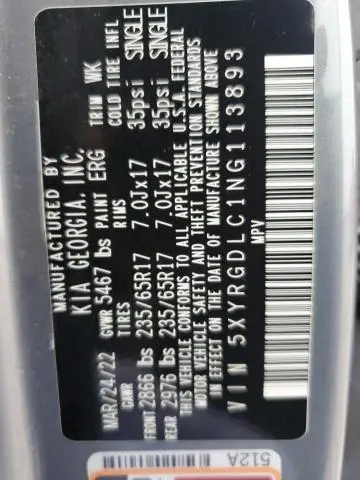 MANUFACTURED BY
KIA GEORGIA, INC.
MAR/24/22 PAINT ERG TRIM WK
GVWR 5467 lbs
GAWR TIRES RIMS COLD TIRE INFL
FRONT 2866 lbs 235/65R17 7.0Jx17 35psi SINGLE
REAR 2976 lbs 235/65R17 7.0Jx17 35psi SINGLE
THIS VEHICLE CONFORMS TO ALL APPLICABLE U.S.A. FEDERAL
MOTOR VEHICLE SAFETY AND THEFT PREVENTION STANDARDS
IN EFFECT ON THE DATE OF MANUFACTURE SHOWN ABOVE
VIN 5XYRGDLC1NG113893
MPV
512A